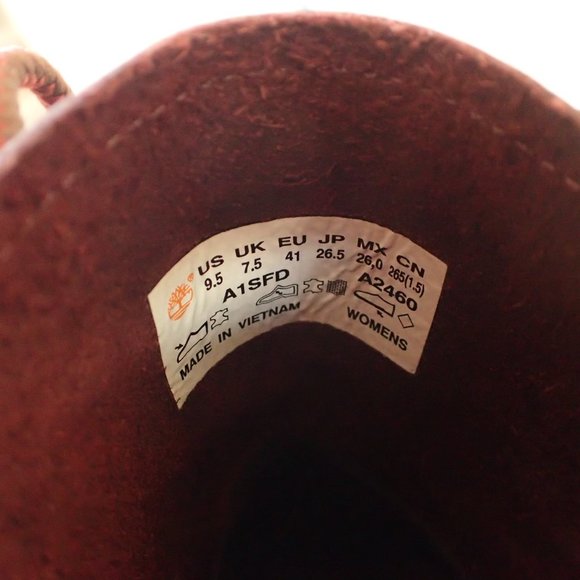 ® US UK EU JP MX CN
9.5 7.5 41 26.5 26,0 265(1.5)
A1SFD A2460
MADE IN VIETNAM WOMENS